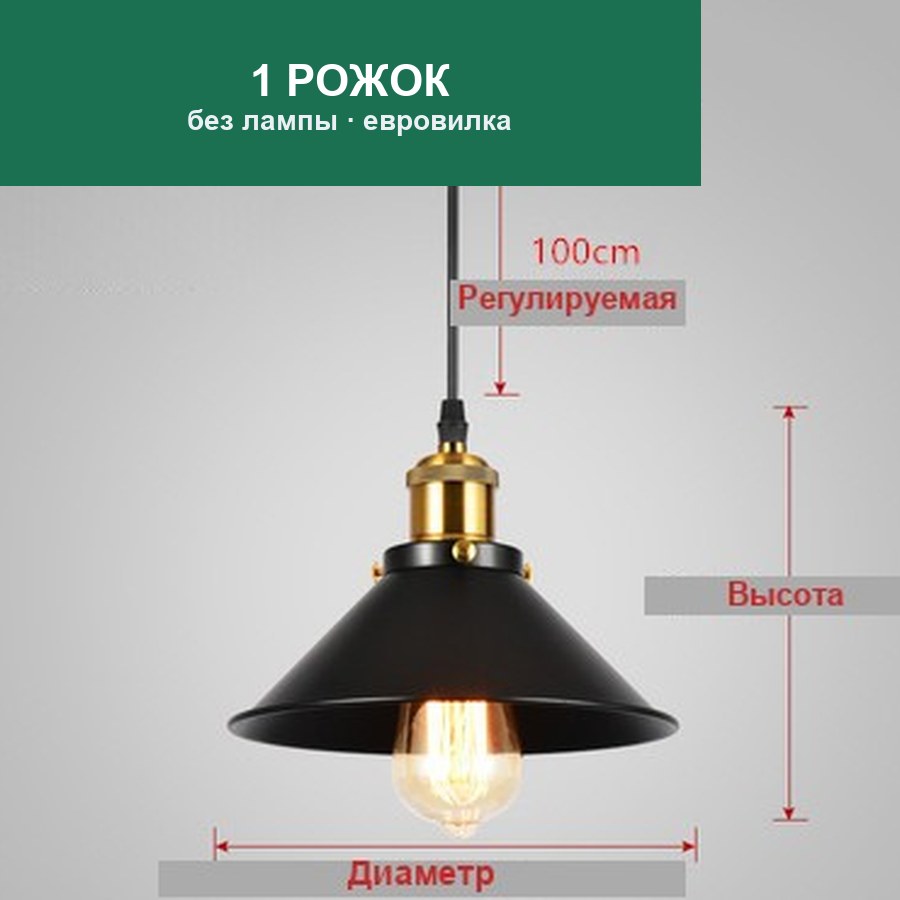 1 РОЖОК
без лампы · евровилка
100cm
Регулируемая
Высота
Диаметр